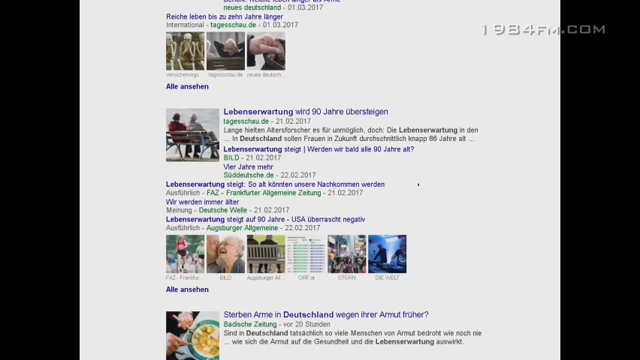 neues deutschland - 01.03.2017
Reiche leben bis zu zehn Jahre länger
International - tagesschau.de - 01.03.2017
1984FM.COM
tagesschau.de neues deutsch...
Alle ansehen
Lebenserwartung wird 90 Jahre übersteigen
tagesschau.de - 21.02.2017
Lange hielten Altersforscher es für unmöglich, doch: Die Lebenserwartung in den
... In Deutschland sollen Frauen in Zukunft durchschnittlich knapp 86 Jahre alt ...
Lebenserwartung steigt | Werden wir bald alle 90 Jahre alt?
BILD - 21.02.2017
Vier Jahre mehr
Süddeutsche.de - 22.02.2017
Lebenserwartung steigt: So alt könnten unsere Nachkommen werden
Ausführlich - FAZ - Frankfurter Allgemeine Zeitung - 21.02.2017
Wir werden immer älter
Meinung - Deutsche Welle - 21.02.2017
Lebenserwartung steigt auf 90 Jahre - USA überrascht negativ
Ausführlich - Augsburger Allgemeine - 22.02.2017
FAZ - Frankfu... BILD Augsburger All... ORF.at STERN DIE WELT
Alle ansehen
Sterben Arme in Deutschland wegen ihrer Armut früher?
Badische Zeitung - vor 20 Stunden
Sind in Deutschland tatsächlich so viele Menschen von Armut bedroht wie noch nie
... wie sich die Armut auf die Gesundheit und die Lebenserwartung auswirkt.